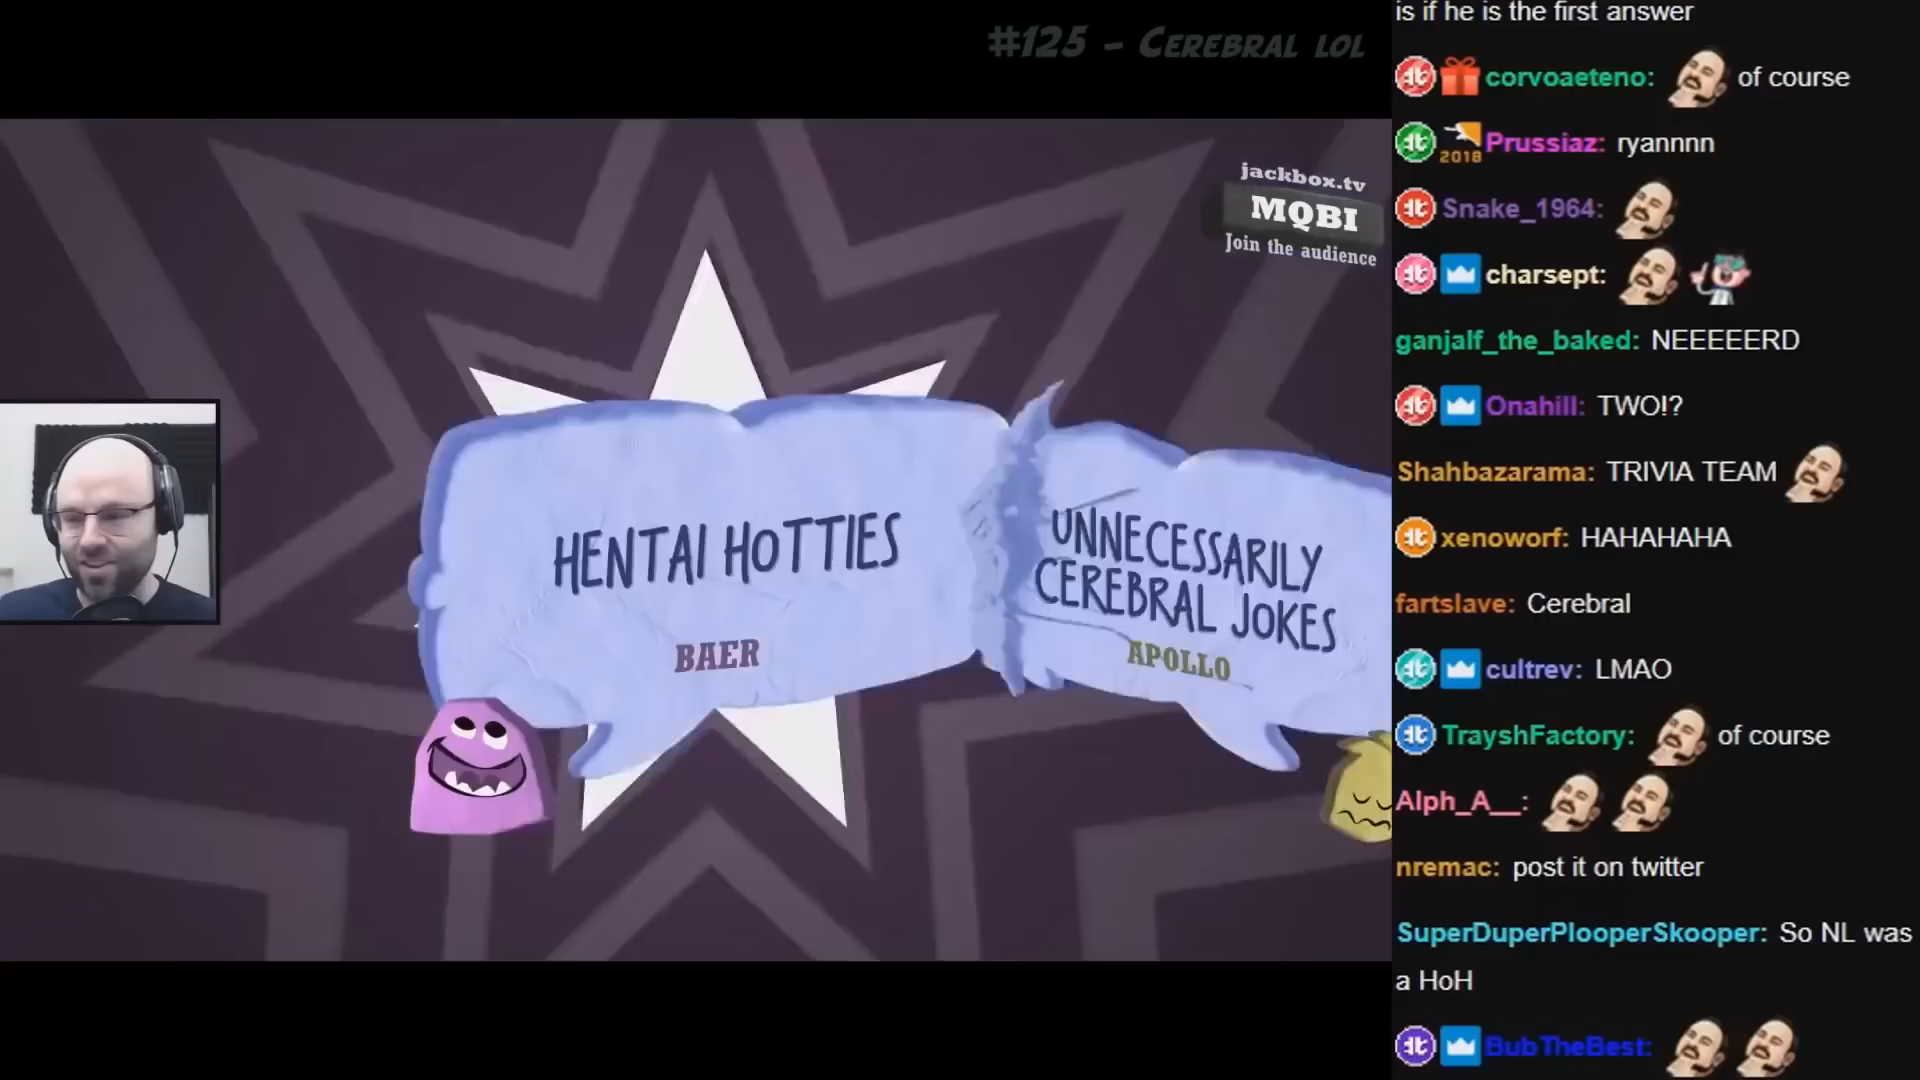 #125 - CEREBRAL LOL
jackbox.tv
MQBI
Join the audience
HENTAI HOTTIES
BAER
UNNECESSARILY
CEREBRAL JOKES
APOLLO
is if he is the first answer
corvoaeteno: of course
2018 Prussiaz: ryannnn
Snake_1964:
charsept:
ganjalf_the_baked: NEEEEERD
Onahill: TWO!?
Shahbazarama: TRIVIA TEAM
xenoworf: HAHAHAHA
fartslave: Cerebral
cultrev: LMAO
TrayshFactory: of course
Alph_A__:
nremac: post it on twitter
SuperDuperPlooperSkooper: So NL was
a HoH
BubTheBest: